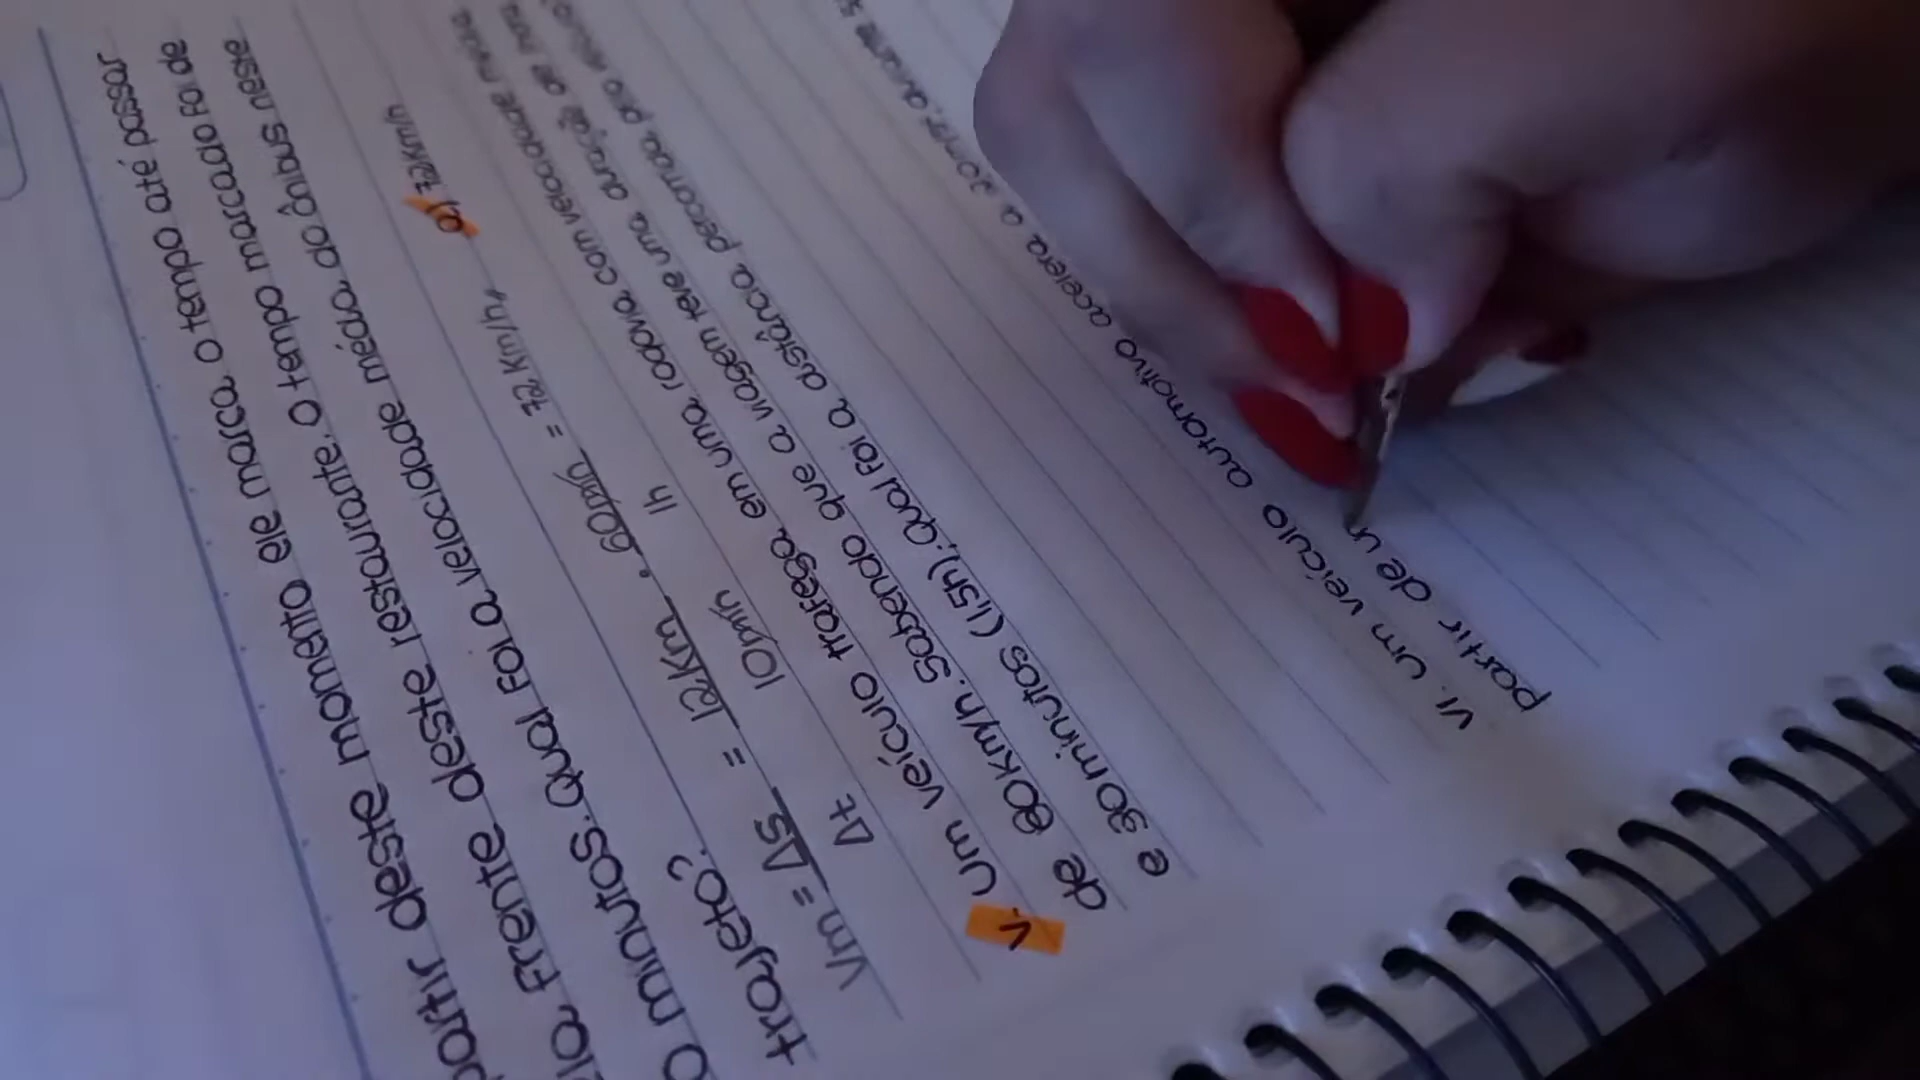 partir deste momento ele marca o tempo até passar
frente deste restaurante, o tempo marcado foi de
minutos. Qual foi a velocidade média do ônibus neste
trajeto?
a) 72km/h
Vm = ΔS = 12Km . 60min = 72Km/h
Δt 10min 1h
V. Um veículo trafega em uma rodovia com velocidade média
de 80km/h. Sabendo que a viagem teve uma duração de
e 30 minutos (1,5h); qual foi a distância percorrida
VI. um veículo automotivo acelera a
partir de